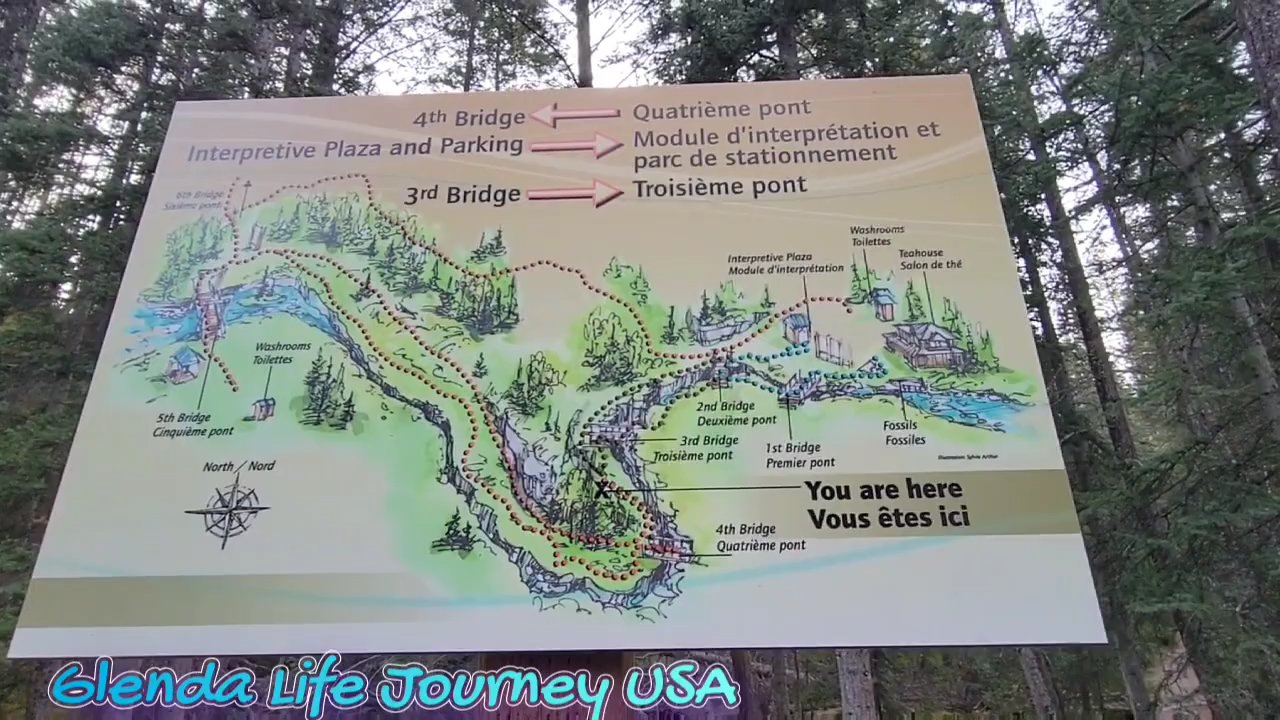 4th Bridge
Quatrième pont
Interpretive Plaza and Parking
Module d'interprétation et
parc de stationnement
3rd Bridge
Troisième pont
6th Bridge
Sixième pont
Washrooms
Toilettes
Teahouse
Salon de thé
Interpretive Plaza
Module d'interprétation
Washrooms
Toilettes
5th Bridge
Cinquième pont
2nd Bridge
Deuxième pont
3rd Bridge
Troisième pont
1st Bridge
Premier pont
Fossils
Fossiles
Illustration Sylvie Arthur
North / Nord
You are here
Vous êtes ici
4th Bridge
Quatrième pont
Glenda Life Journey USA